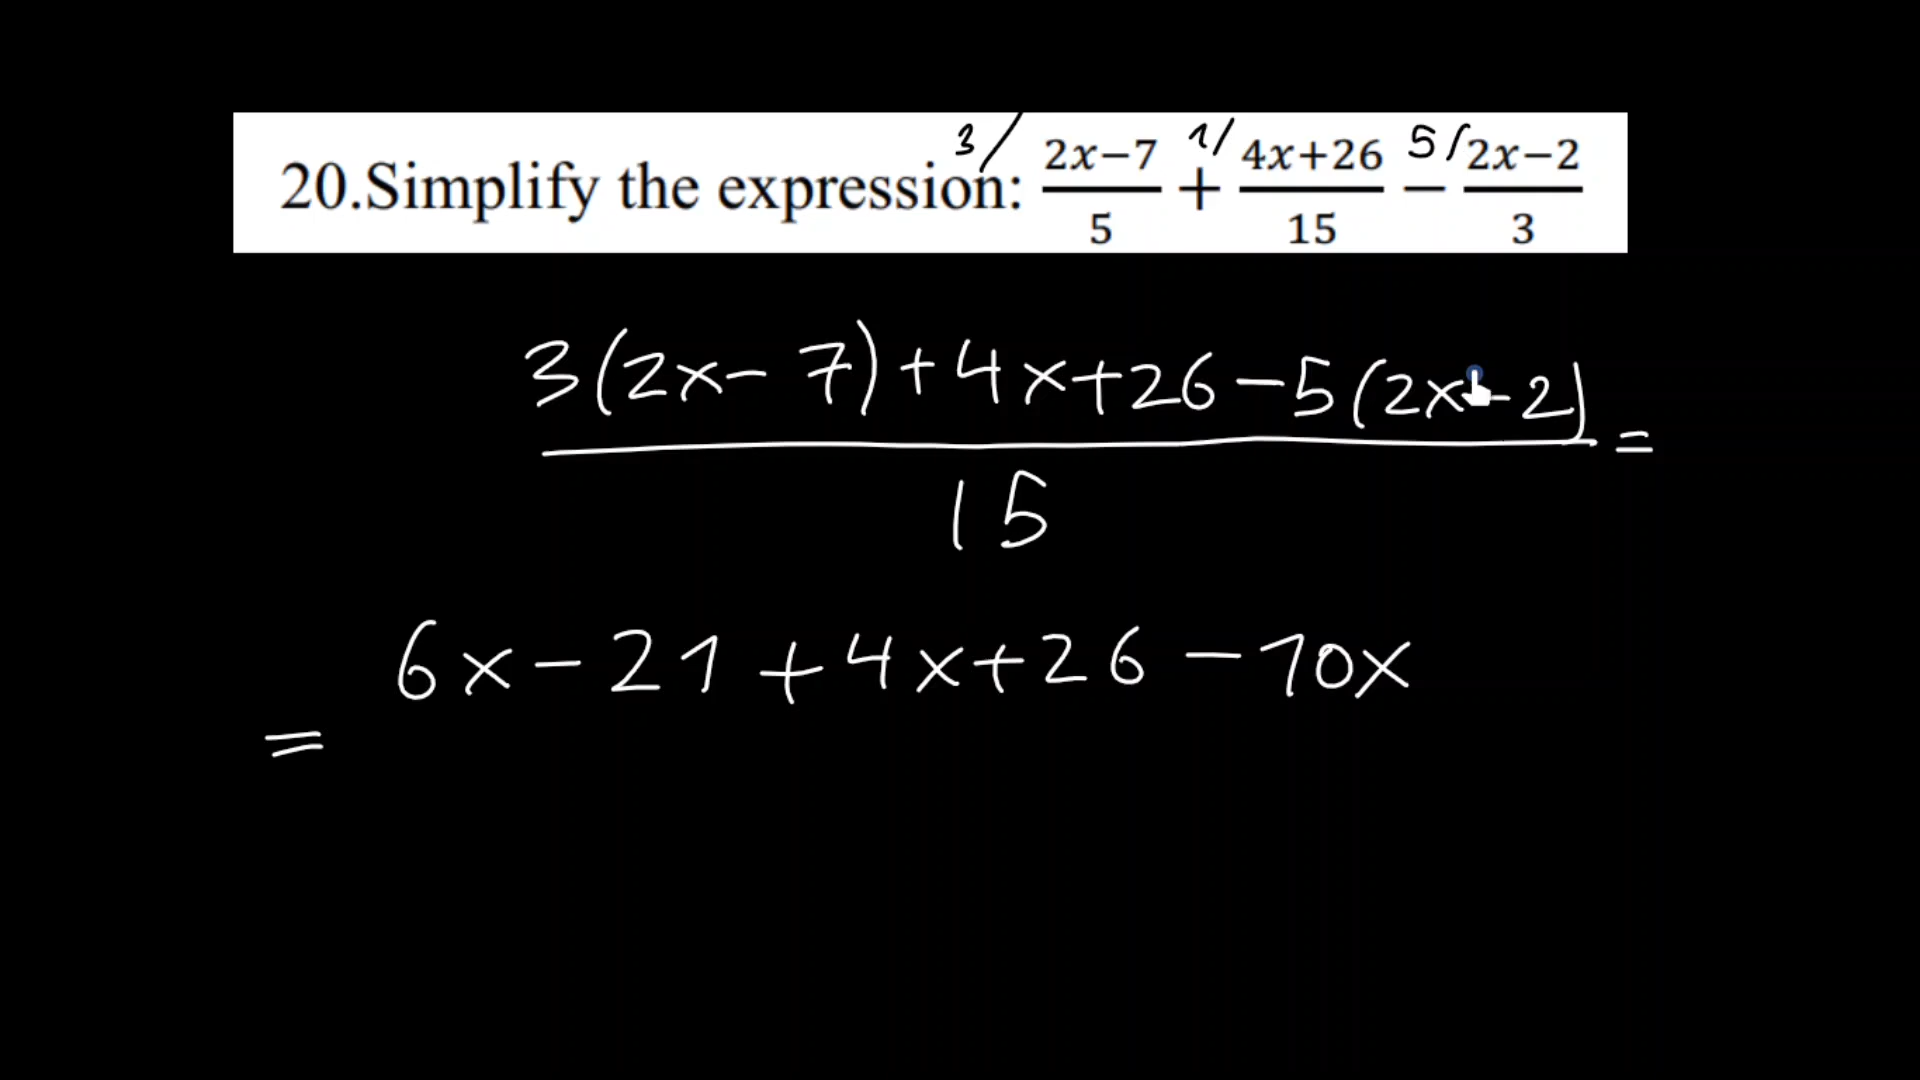 20.Simplify the expression: 3/ (2x−7)/5 + 1/ (4x+26)/15 − 5/ (2x−2)/3
3(2x-7)+4x+26-5(2x-2) =
15
6x-21+4x+26-10x
=